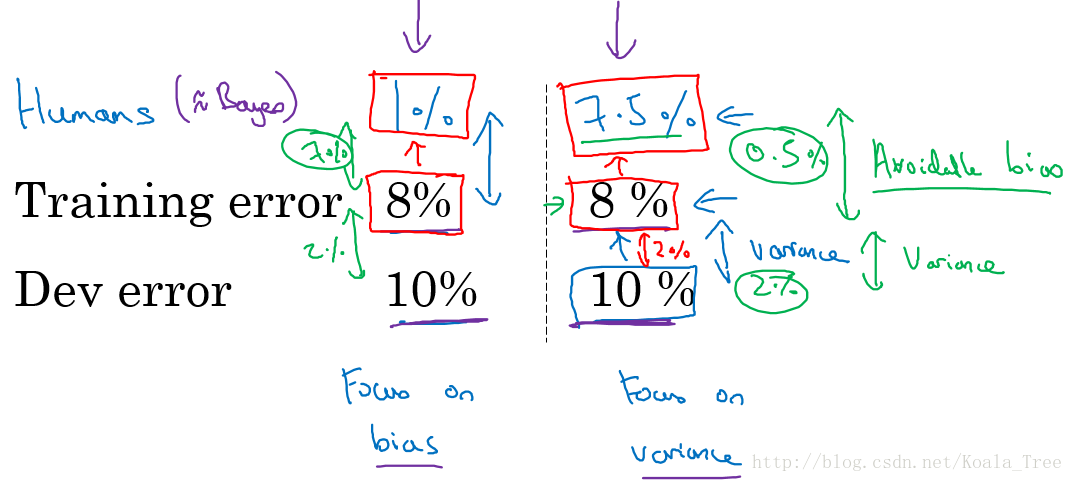 Humans (≈ Bayes) 1% 7.5%
7% 0.5% Avoidable bias
Training error 8% 8 %
2% 2% Variance Variance
Dev error 10% 10 % 2%
Focus on Focus on
bias variance
http://blog.csdn.net/Koala_Tree